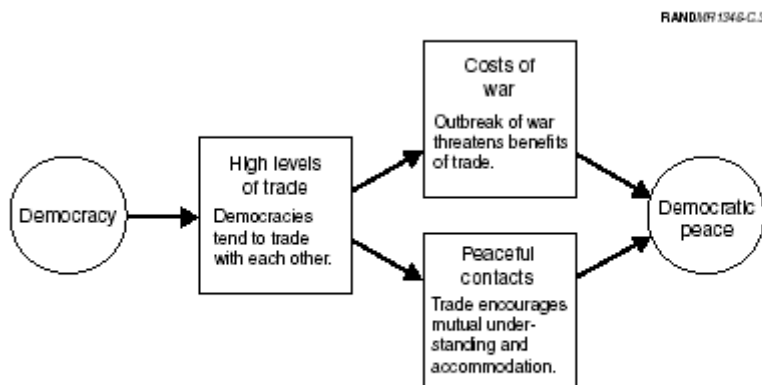 RANDMR1346-C.3
Costs of
war
Outbreak of war
threatens benefits
of trade.
High levels
of trade
Democracies
tend to trade
with each other.
Democracy
Democratic
peace
Peaceful
contacts
Trade encourages
mutual under-
standing and
accommodation.